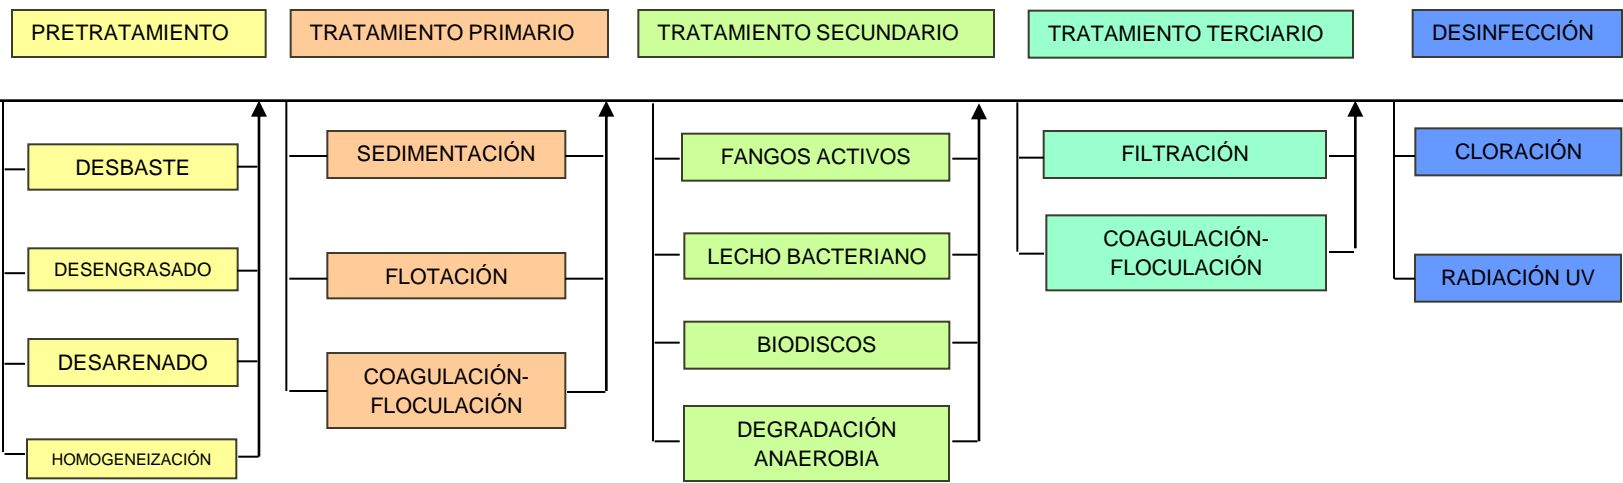 PRETRATAMIENTO
TRATAMIENTO PRIMARIO
TRATAMIENTO SECUNDARIO
TRATAMIENTO TERCIARIO
DESINFECCIÓN
DESBASTE
DESENGRASADO
DESARENADO
HOMOGENEIZACIÓN
SEDIMENTACIÓN
FLOTACIÓN
COAGULACIÓN-
FLOCULACIÓN
FANGOS ACTIVOS
LECHO BACTERIANO
BIODISCOS
DEGRADACIÓN
ANAEROBIA
FILTRACIÓN
COAGULACIÓN-
FLOCULACIÓN
CLORACIÓN
RADIACIÓN UV